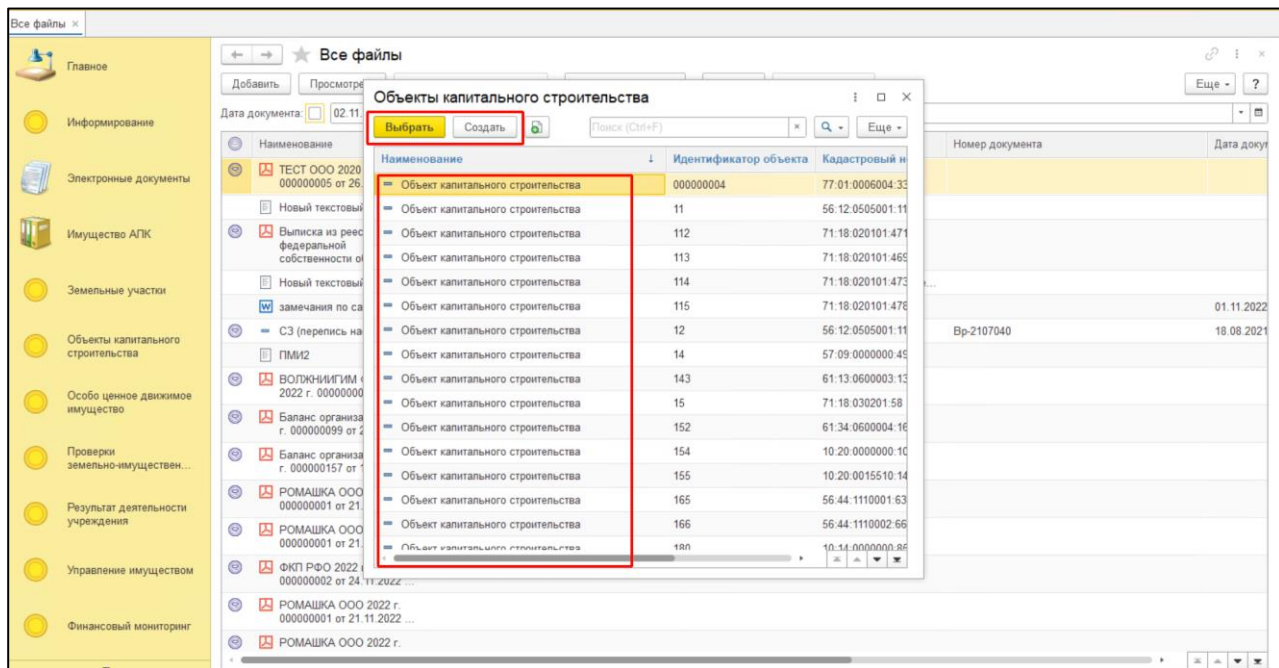 Все файлы ×
Главное
Информирование
Электронные документы
Имущество АПК
Земельные участки
Объекты капитального
строительства
Особо ценное движимое
имущество
Проверки
земельно-имуществен...
Результат деятельности
учреждения
Управление имуществом
Финансовый мониторинг
Все файлы
Добавить
Просмотре
Еще
?
Дата документа:
02.11.
Наименование
Номер документа
Дата докум
ТЕСТ ООО 2020
000000005 от 26.
Новый текстовый
Выписка из реес
федеральной
собственности о
Новый текстовый
замечания по са
01.11.2022
СЗ (перепись на
Вр-2107040
18.08.2021
ПМИ2
ВОЛЖНИИГИМ
2022 г. 00000000
Баланс организа
г. 000000099 от 2
Баланс организа
г. 000000157 от 1
РОМАШКА ООО
000000001 от 21.
РОМАШКА ООО
000000001 от 21.
ФКП РФО 2022
000000002 от 24.11.2022 ...
РОМАШКА ООО 2022 г.
000000001 от 21.11.2022 ...
РОМАШКА ООО 2022 г.
Объекты капитального строительства
Выбрать
Создать
Поиск (Ctrl+F)
×
Еще
Наименование ↓ Идентификатор объекта Кадастровый н
Объект капитального строительства 000000004 77:01:0006004:33
Объект капитального строительства 11 56:12:0505001:11
Объект капитального строительства 112 71:18:020101:471
Объект капитального строительства 113 71:18:020101:469
Объект капитального строительства 114 71:18:020101:473
Объект капитального строительства 115 71:18:020101:478
Объект капитального строительства 12 56:12:0505001:11
Объект капитального строительства 14 57:09:0000000:49
Объект капитального строительства 143 61:13:0600003:13
Объект капитального строительства 15 71:18:030201:58
Объект капитального строительства 152 61:34:0600004:16
Объект капитального строительства 154 10:20:0000000:10
Объект капитального строительства 155 10:20:0015510:14
Объект капитального строительства 165 56:44:1110001:63
Объект капитального строительства 166 56:44:1110002:66
Объект капитального строительства 180 10:14:0000000:86